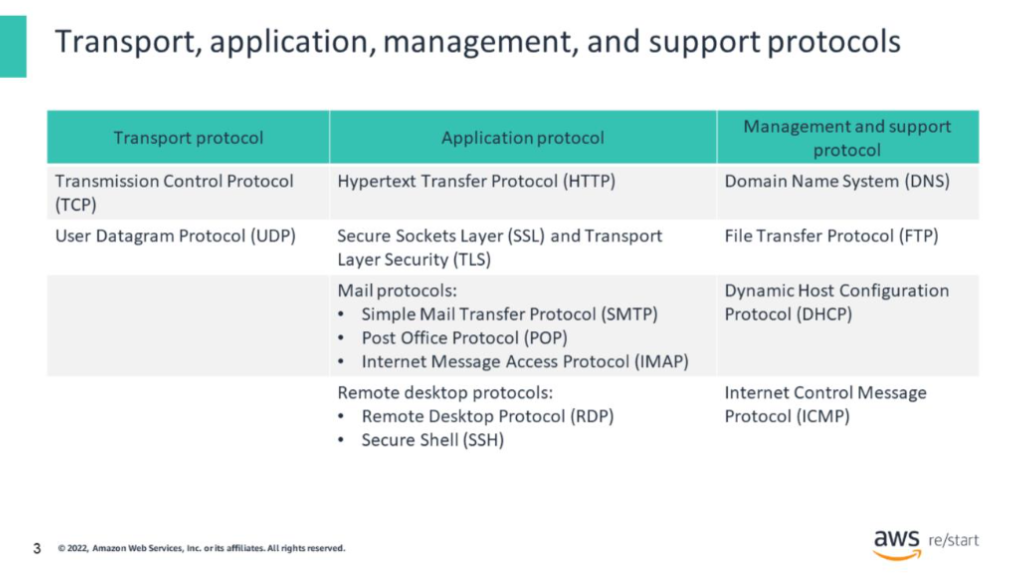 Transport, application, management, and support protocols
Transport protocol
Application protocol
Management and support
protocol
Transmission Control Protocol
(TCP)
Hypertext Transfer Protocol (HTTP)
Domain Name System (DNS)
User Datagram Protocol (UDP)
Secure Sockets Layer (SSL) and Transport
Layer Security (TLS)
File Transfer Protocol (FTP)
Mail protocols:
• Simple Mail Transfer Protocol (SMTP)
• Post Office Protocol (POP)
• Internet Message Access Protocol (IMAP)
Dynamic Host Configuration
Protocol (DHCP)
Remote desktop protocols:
• Remote Desktop Protocol (RDP)
• Secure Shell (SSH)
Internet Control Message
Protocol (ICMP)
3
© 2022, Amazon Web Services, Inc. or its affiliates. All rights reserved.
aws re/start